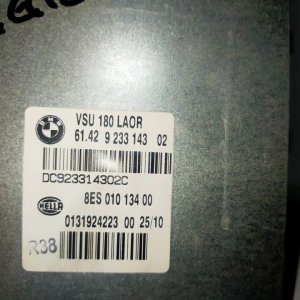 VSU 180 LAOR
61.42 9 233 143 02
DC923314302C
8ES 010 134 00
HELLA
0131924223 00 25/10
R38